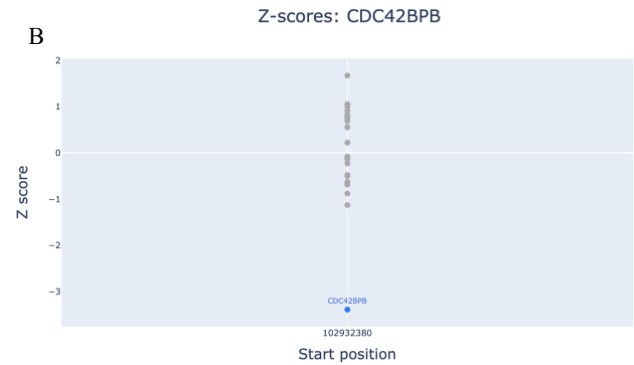 Z-scores: CDC42BPB
B
2
1
0
−1
−2
−3
Z score
CDC42BPB
102932380
Start position